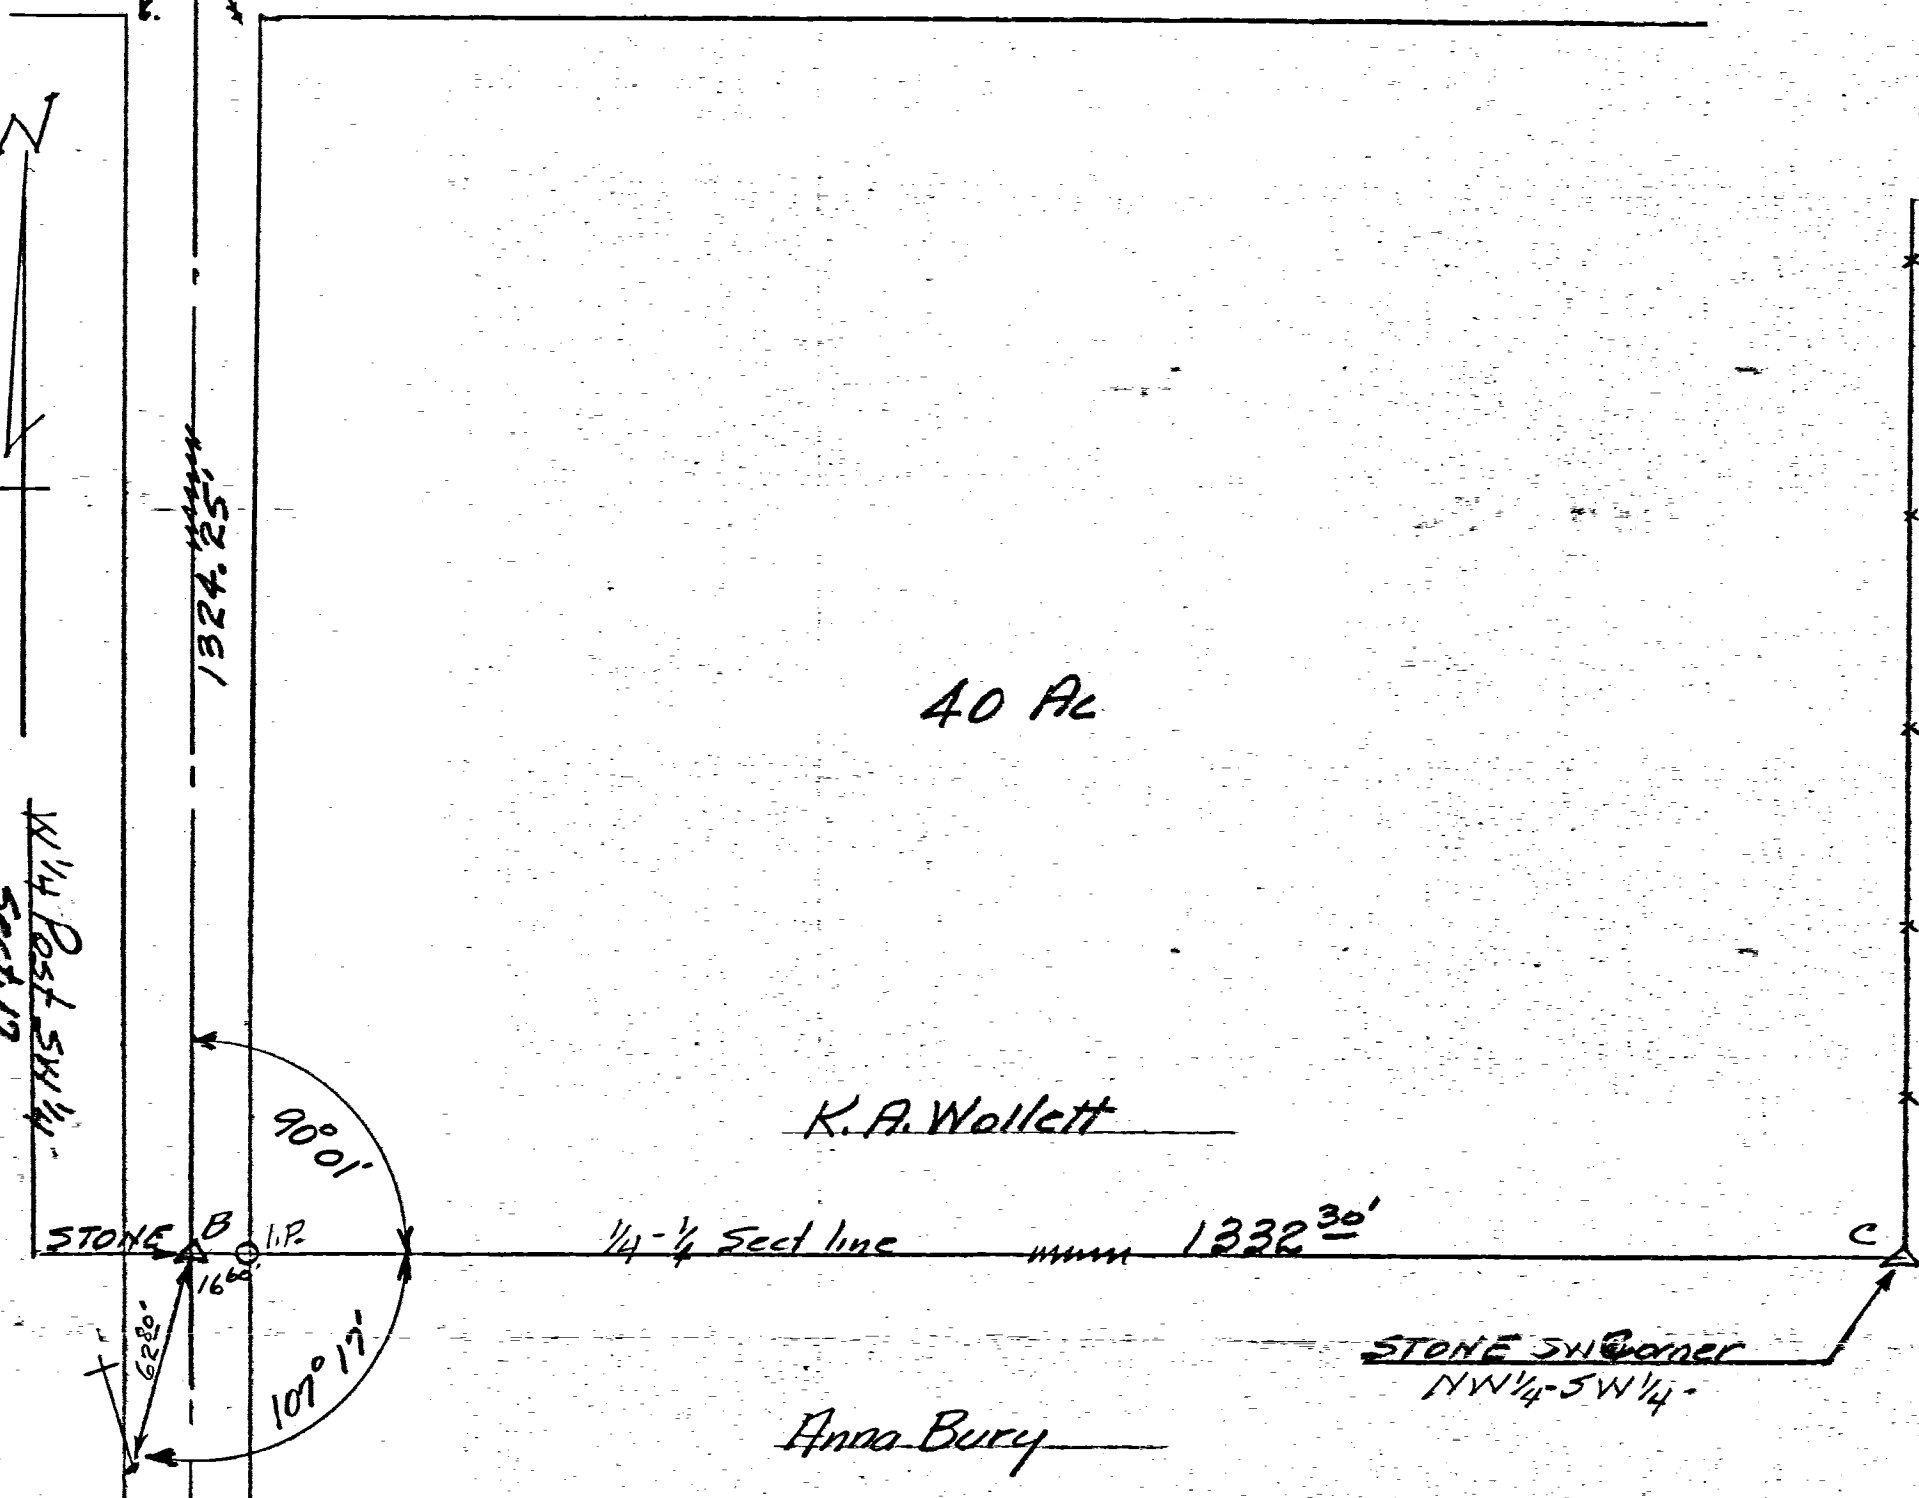 N
1324.25'
40 Ac
W 1/4 Post SW 1/4
Sect. 17
K.A. Wollett
90° 01'
STONE
B
I.P.
1/4 - 1/4 Sect line
1332 30'
C
16 60'
62 80'
107° 17'
STONE SW Corner
NW 1/4 - SW 1/4
Anna Bury